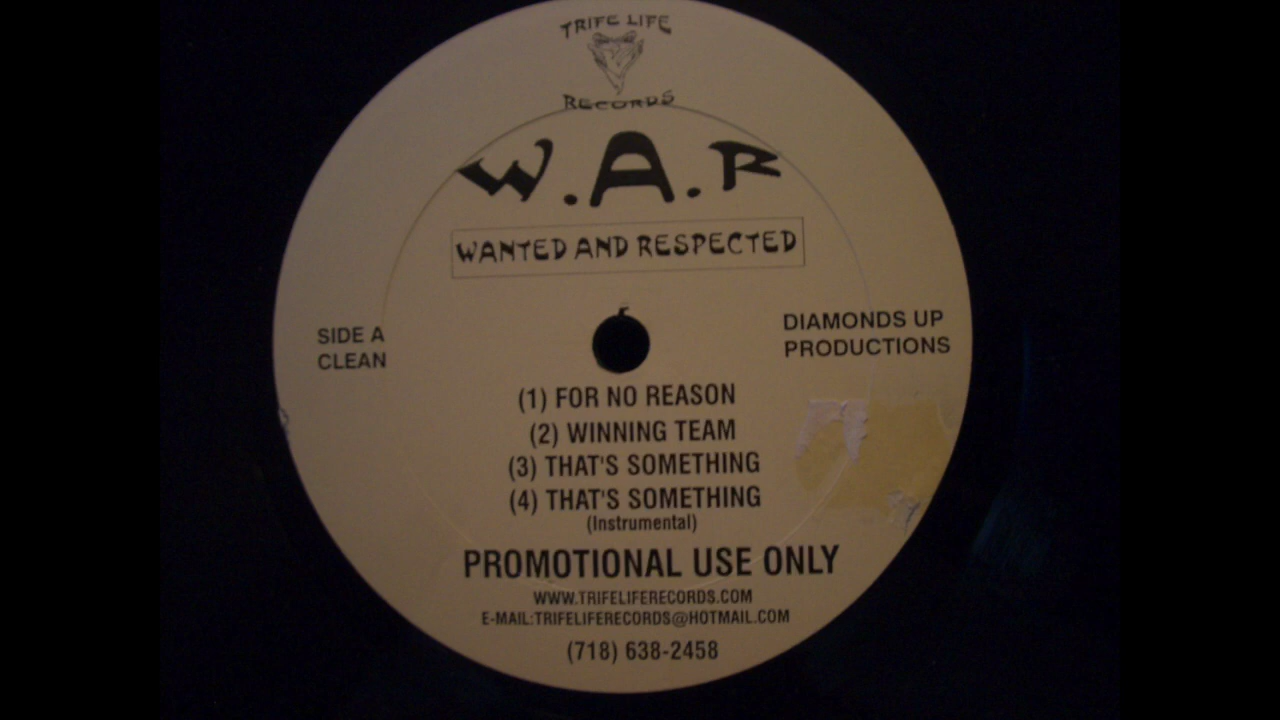 TRIFE LIFE
RECORDS
W.A.R
WANTED AND RESPECTED
SIDE A
CLEAN
DIAMONDS UP
PRODUCTIONS
(1) FOR NO REASON
(2) WINNING TEAM
(3) THAT'S SOMETHING
(4) THAT'S SOMETHING
(Instrumental)
PROMOTIONAL USE ONLY
WWW.TRIFELIFERECORDS.COM
E-MAIL:TRIFELIFERECORDS@HOTMAIL.COM
(718) 638-2458